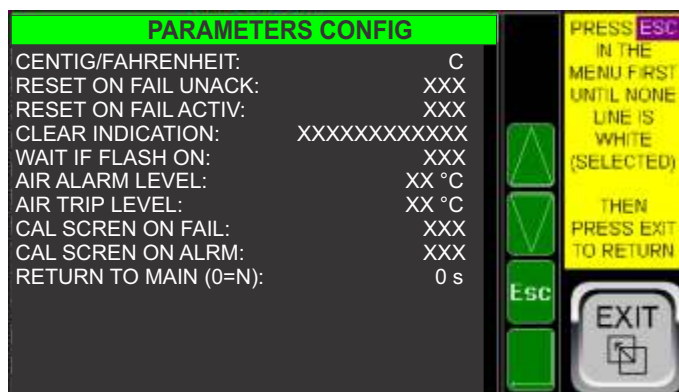 PARAMETERS CONFIG
CENTIG/FAHRENHEIT: C
RESET ON FAIL UNACK: XXX
RESET ON FAIL ACTIV: XXX
CLEAR INDICATION: XXXXXXXXXXXX
WAIT IF FLASH ON: XXX
AIR ALARM LEVEL: XX °C
AIR TRIP LEVEL: XX °C
CAL SCREN ON FAIL: XXX
CAL SCREN ON ALRM: XXX
RETURN TO MAIN (0=N): 0 s
Esc
PRESS ESC
IN THE
MENU FIRST
UNTIL NONE
LINE IS
WHITE
(SELECTED)
THEN
PRESS EXIT
TO RETURN
EXIT